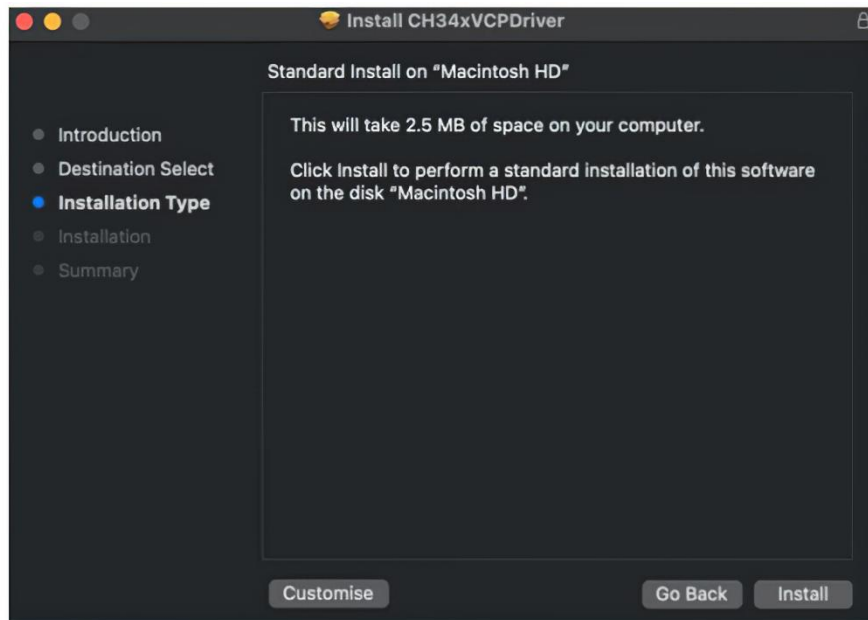 Install CH34xVCPDriver
Standard Install on "Macintosh HD"
Introduction
Destination Select
Installation Type
Installation
Summary
This will take 2.5 MB of space on your computer.
Click Install to perform a standard installation of this software
on the disk "Macintosh HD".
Customise
Go Back
Install